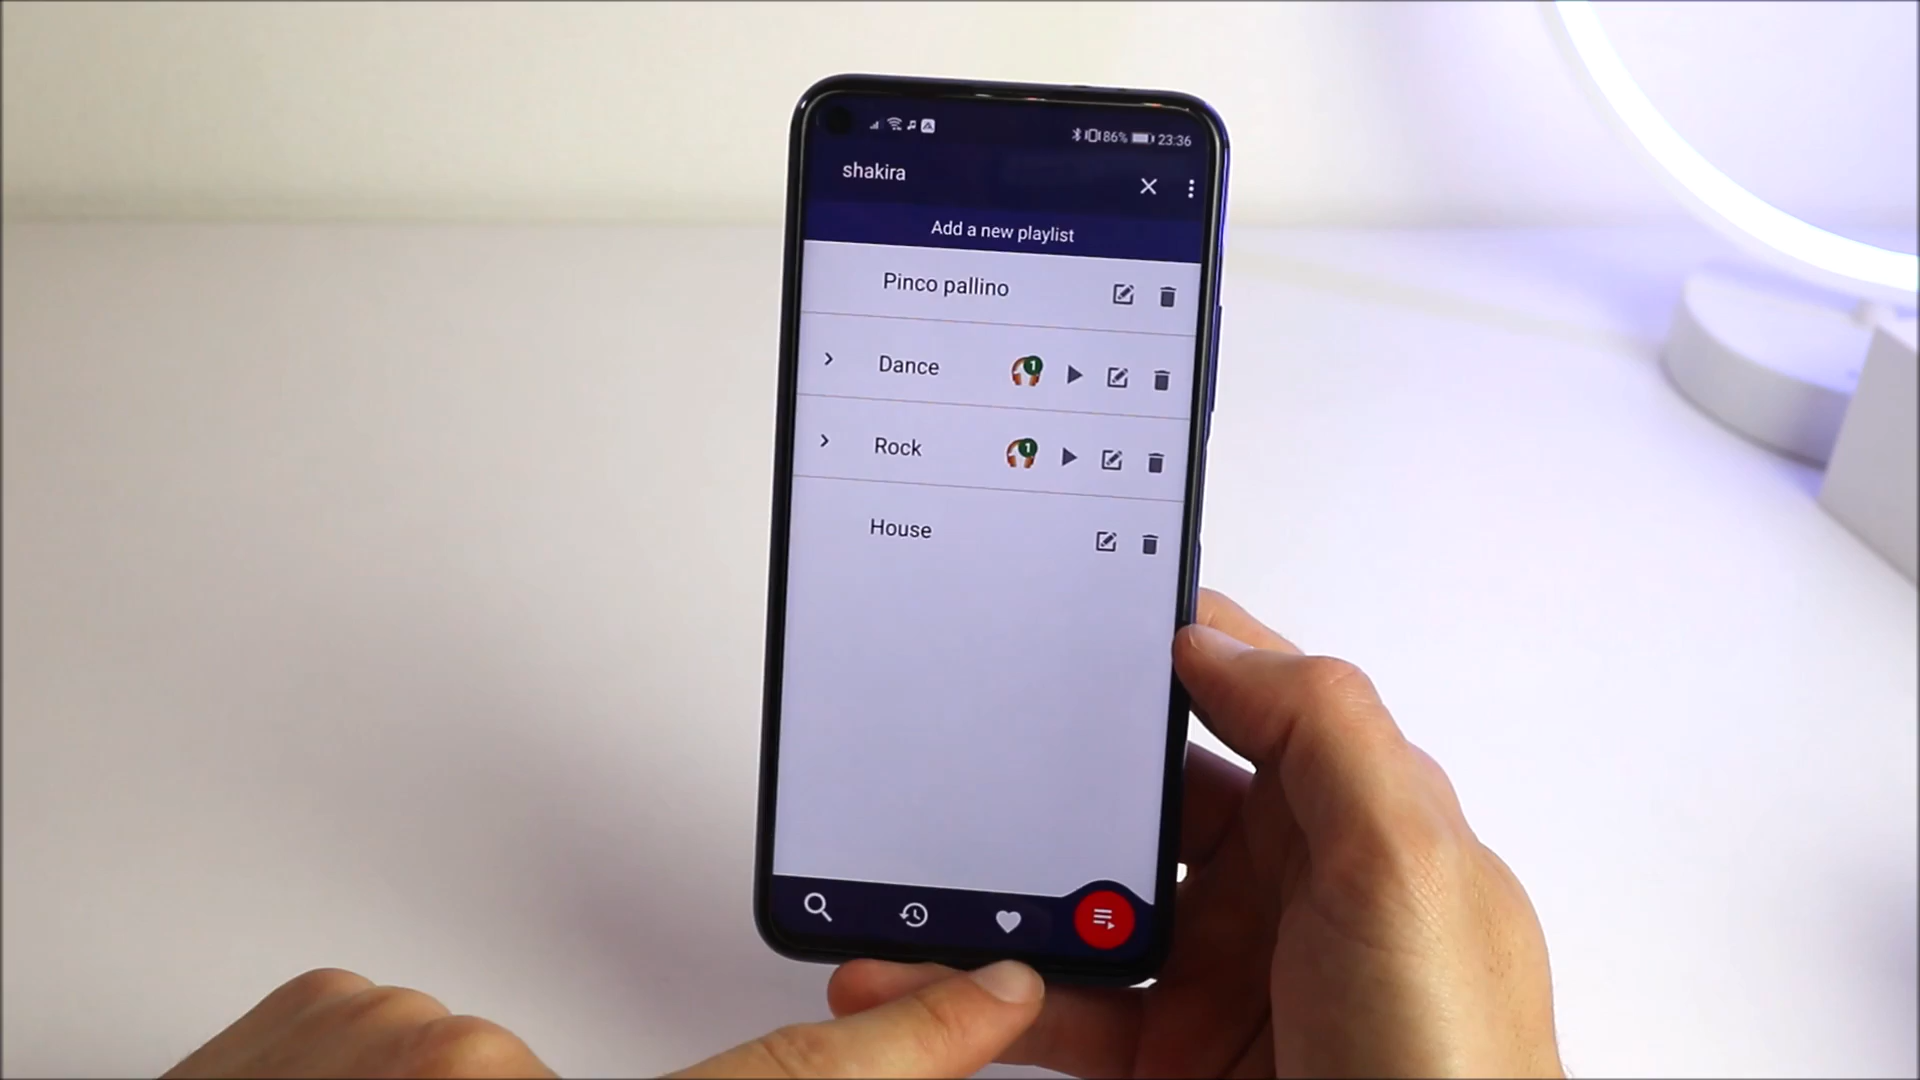 86% 23:36
shakira
Add a new playlist
Pinco pallino
Dance 1
Rock 1
House